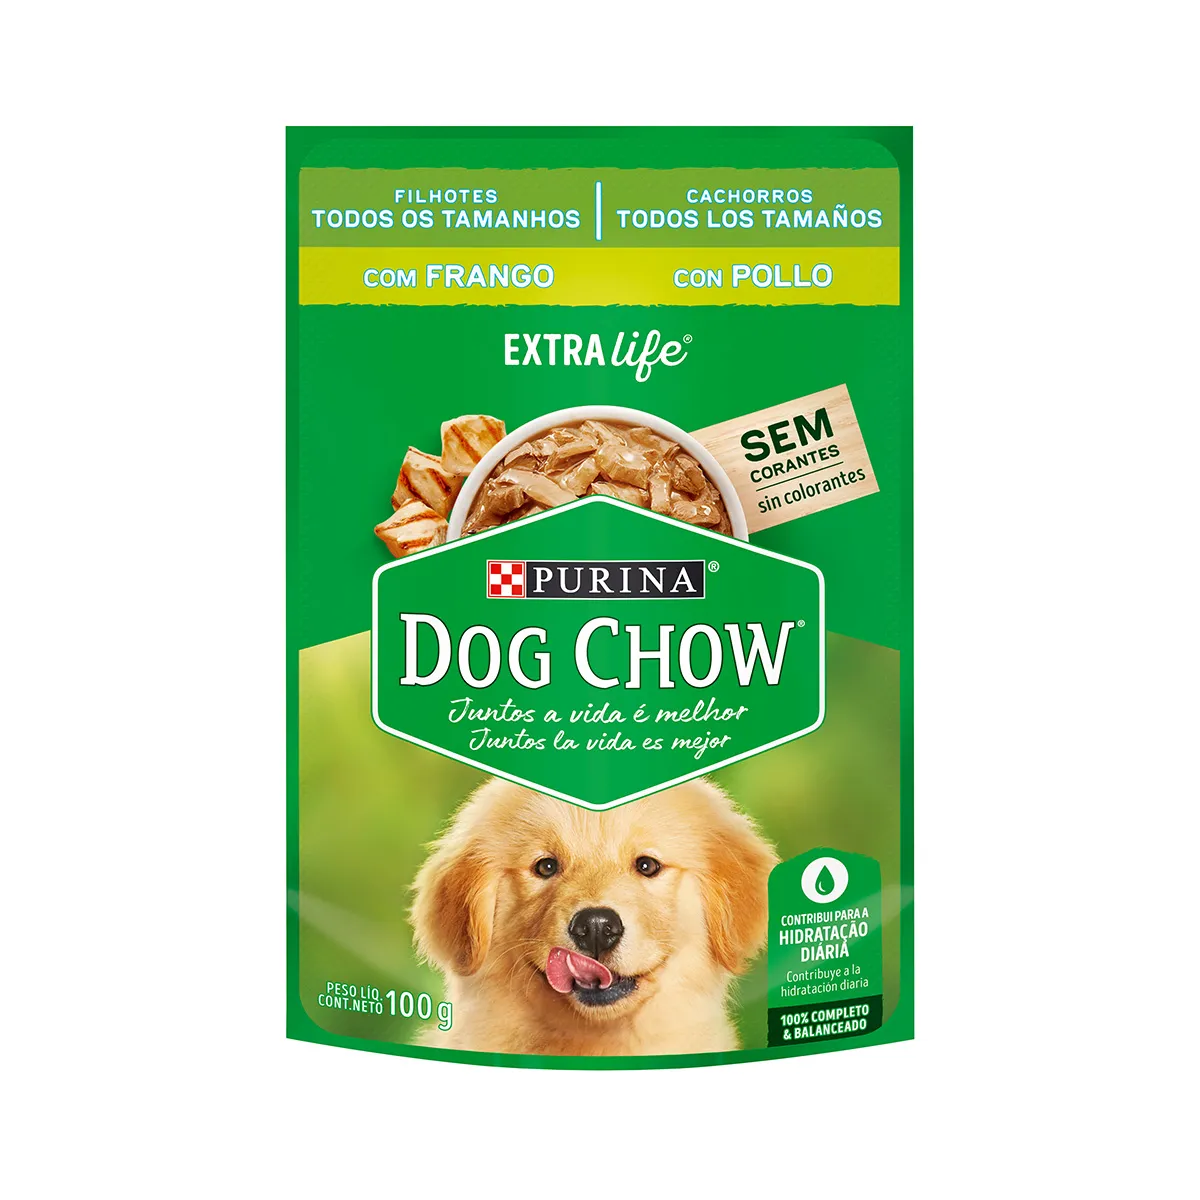 FILHOTES
TODOS OS TAMANHOS
CACHORROS
TODOS LOS TAMAÑOS
COM FRANGO
CON POLLO
EXTRA life®
SEM
CORANTES
sin colorantes
PURINA®
DOG CHOW®
Juntos a vida é melhor
Juntos la vida es mejor
CONTRIBUI PARA A
HIDRATAÇÃO
DIÁRIA
Contribuye a la
hidratación diaria
100% COMPLETO
& BALANCEADO
PESO LÍQ.
CONT.NETO 100 g